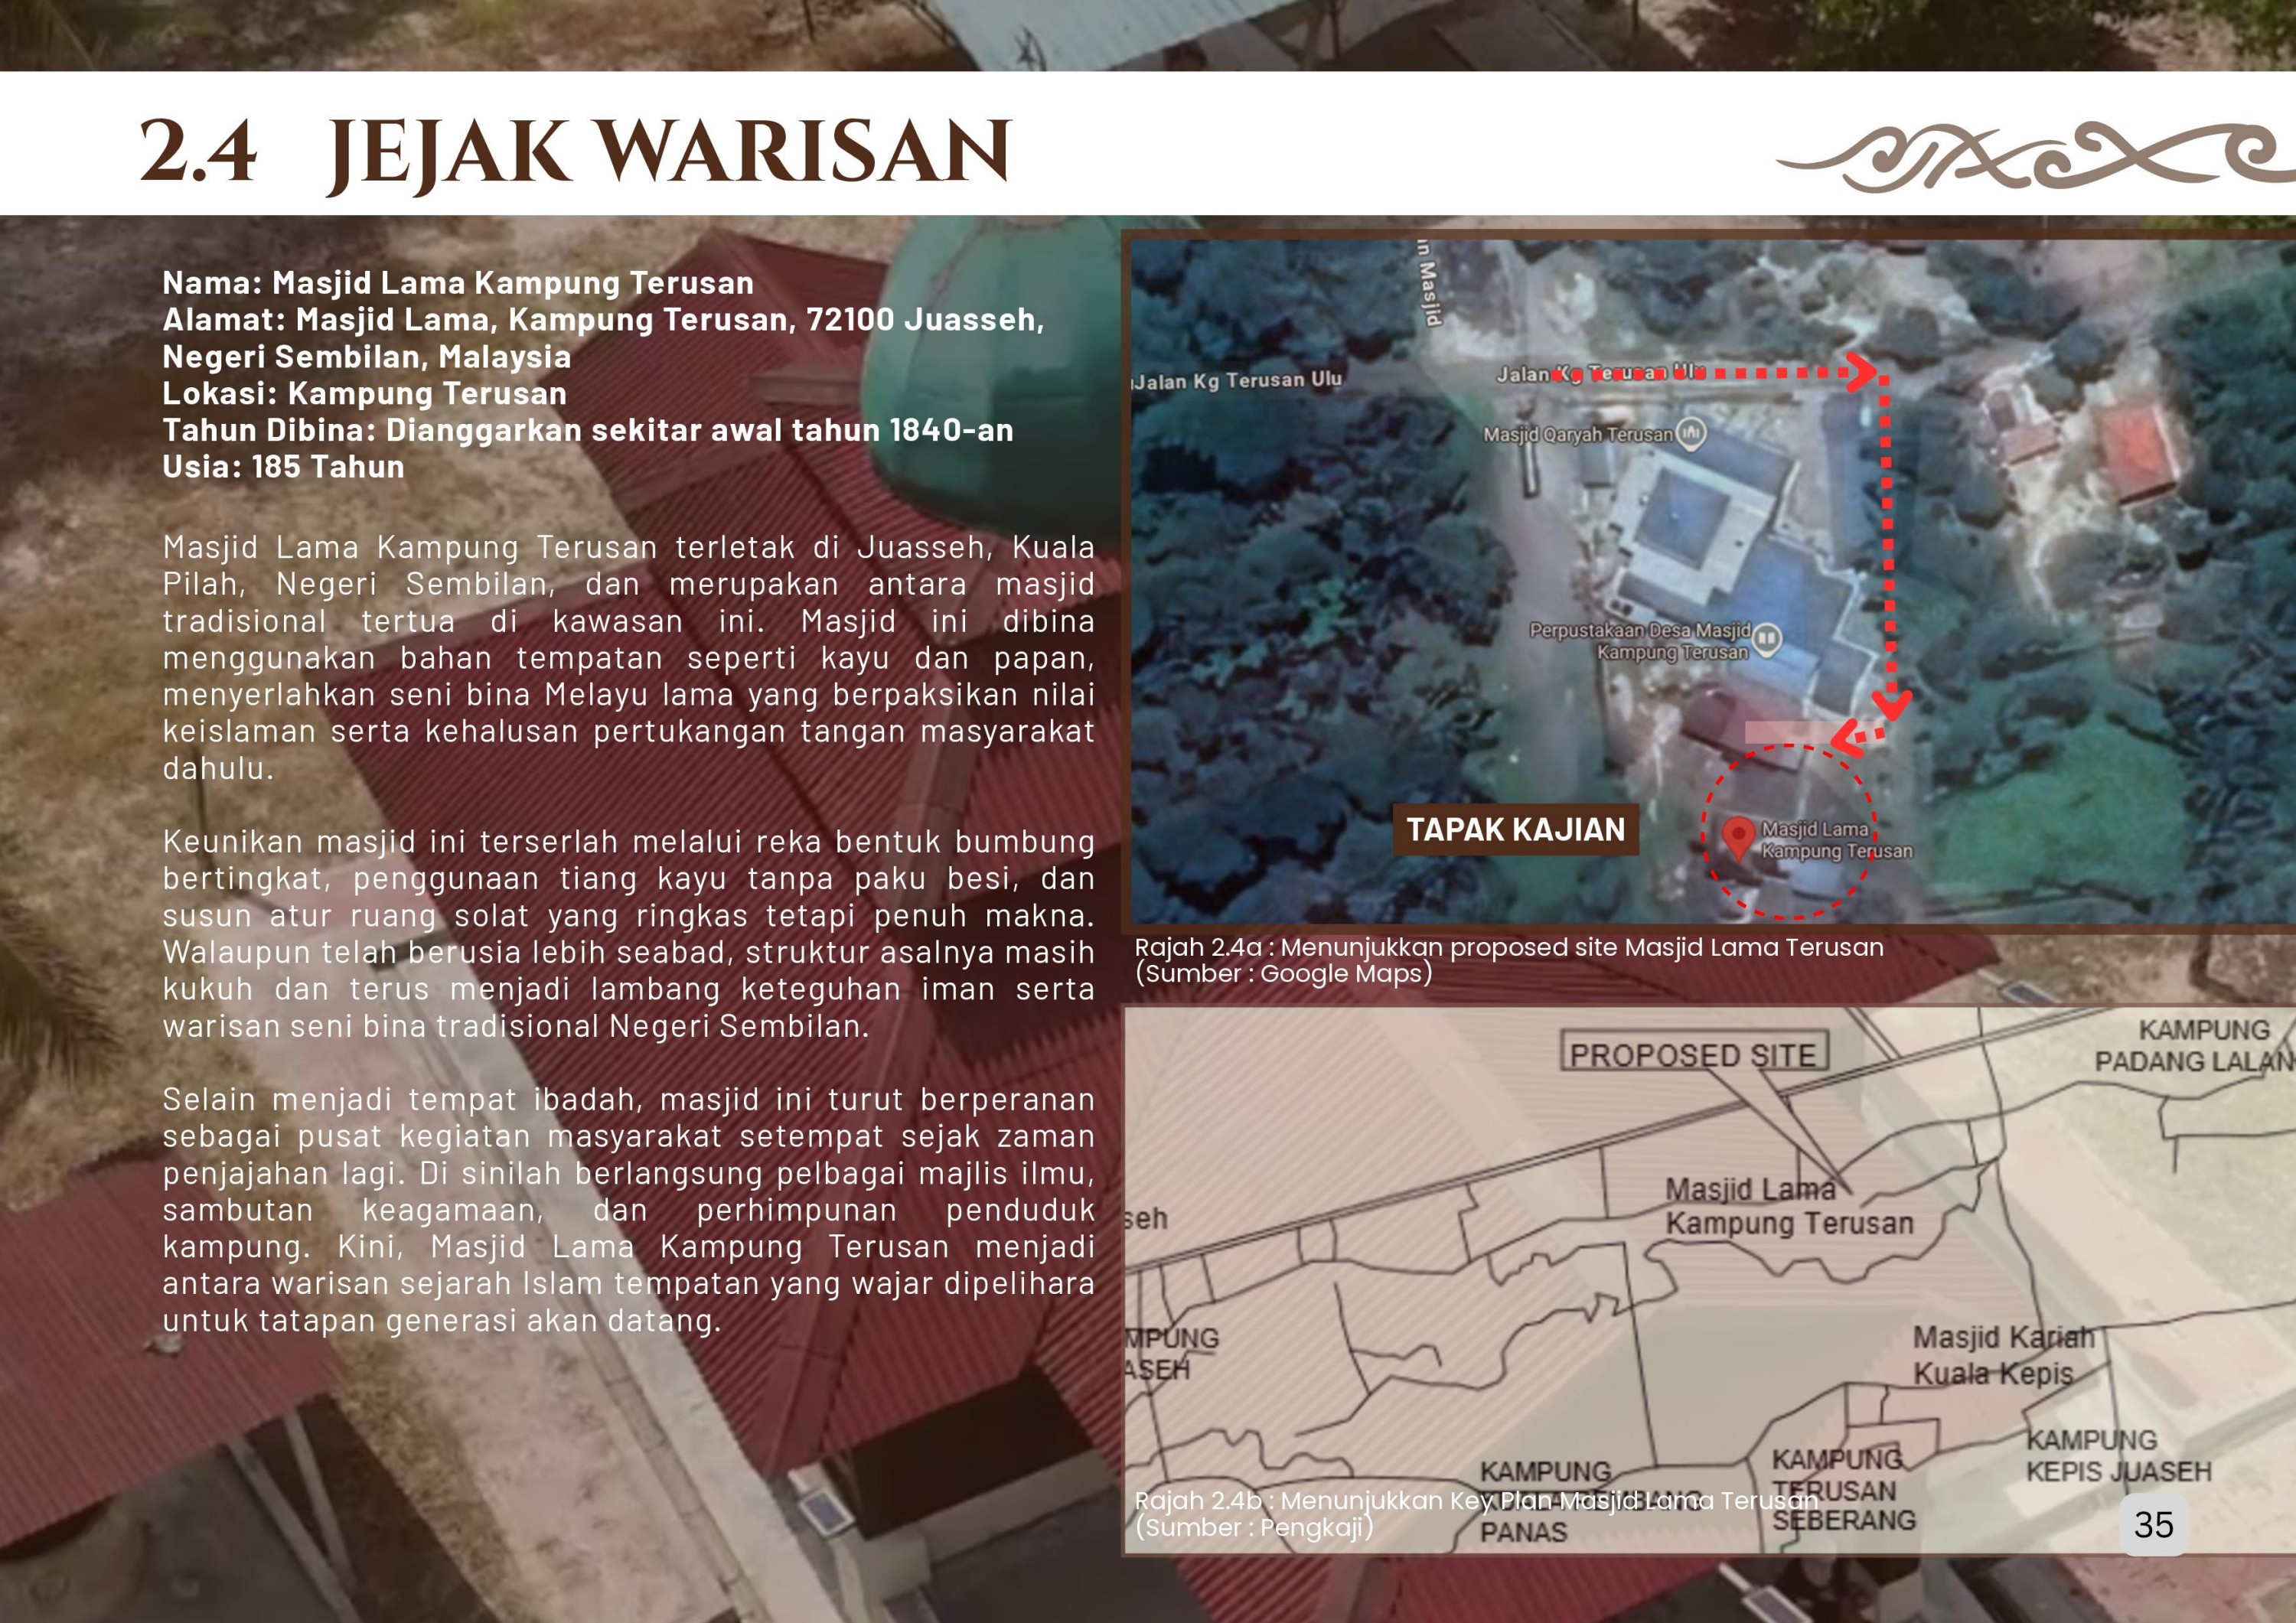 2.4 JEJAK WARISAN
Nama: Masjid Lama Kampung Terusan
Alamat: Masjid Lama, Kampung Terusan, 72100 Juasseh,
Negeri Sembilan, Malaysia
Lokasi: Kampung Terusan
Tahun Dibina: Dianggarkan sekitar awal tahun 1840-an
Usia: 185 Tahun
Masjid Lama Kampung Terusan terletak di Juasseh, Kuala
Pilah, Negeri Sembilan, dan merupakan antara masjid
tradisional tertua di kawasan ini. Masjid ini dibina
menggunakan bahan tempatan seperti kayu dan papan,
menyerlahkan seni bina Melayu lama yang berpaksikan nilai
keislaman serta kehalusan pertukangan tangan masyarakat
dahulu.
Keunikan masjid ini terserlah melalui reka bentuk bumbung
bertingkat, penggunaan tiang kayu tanpa paku besi, dan
susun atur ruang solat yang ringkas tetapi penuh makna.
Walaupun telah berusia lebih seabad, struktur asalnya masih
kukuh dan terus menjadi lambang keteguhan iman serta
warisan seni bina tradisional Negeri Sembilan.
Selain menjadi tempat ibadah, masjid ini turut berperanan
sebagai pusat kegiatan masyarakat setempat sejak zaman
penjajahan lagi. Di sinilah berlangsung pelbagai majlis ilmu,
sambutan keagamaan, dan perhimpunan penduduk
kampung. Kini, Masjid Lama Kampung Terusan menjadi
antara warisan sejarah Islam tempatan yang wajar dipelihara
untuk tatapan generasi akan datang.
n Masjid
Jalan Kg Terusan Ulu
Jalan Kg Terusan Ulu
Masjid Qaryah Terusan
Perpustakaan Desa Masjid
Kampung Terusan
TAPAK KAJIAN
Masjid Lama
Kampung Terusan
Rajah 2.4a : Menunjukkan proposed site Masjid Lama Terusan
(Sumber : Google Maps)
PROPOSED SITE
KAMPUNG
PADANG LALAN
Masjid Lama
Kampung Terusan
seh
MPUNG
ASEH
Masjid Kariah
Kuala Kepis
KAMPUNG
KEPIS JUASEH
KAMPUNG
TERUSAN
SEBERANG
KAMPUNG
PANAS
Rajah 2.4b : Menunjukkan Key Plan Masjid Lama Terusan
(Sumber : Pengkaji)
35